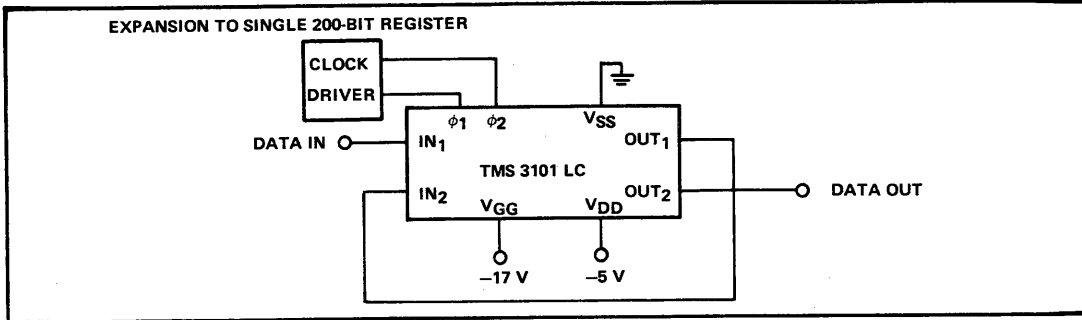 EXPANSION TO SINGLE 200-BIT REGISTER
CLOCK
DRIVER
ϕ1 ϕ2
VSS
DATA IN
IN1
OUT1
TMS 3101 LC
IN2
OUT2
DATA OUT
VGG
VDD
−17 V
−5 V